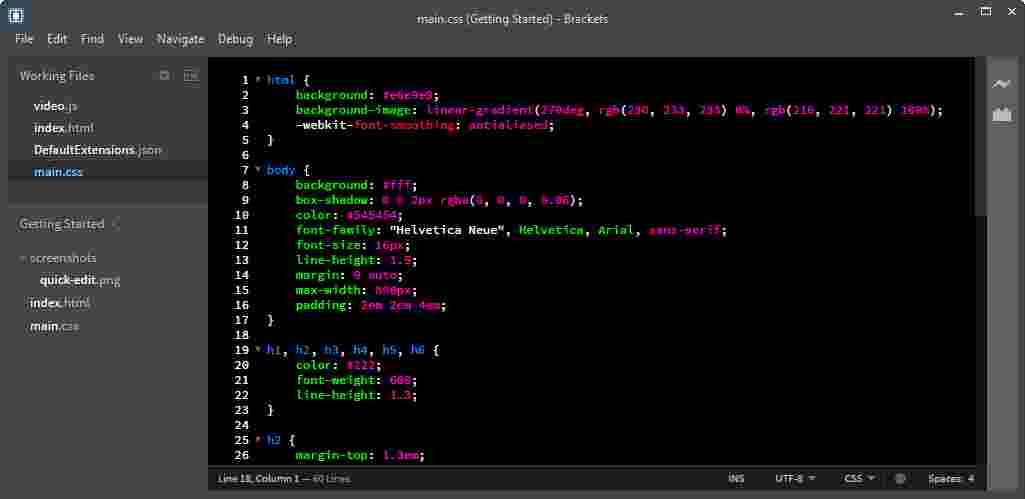 main.css (Getting Started) - Brackets
File Edit Find View Navigate Debug Help
Working Files
video.js
index.html
DefaultExtensions.json
main.css
Getting Started
screenshots
quick-edit.png
index.html
main.css
1 html {
2 background: #e6e9e9;
3 background-image: linear-gradient(270deg, rgb(230, 233, 233) 0%, rgb(216, 221, 221) 100%);
4 -webkit-font-smoothing: antialiased;
5 }
6
7 body {
8 background: #fff;
9 box-shadow: 0 0 2px rgba(0, 0, 0, 0.06);
10 color: #545454;
11 font-family: "Helvetica Neue", Helvetica, Arial, sans-serif;
12 font-size: 16px;
13 line-height: 1.5;
14 margin: 0 auto;
15 max-width: 800px;
16 padding: 2em 2em 4em;
17 }
18
19 h1, h2, h3, h4, h5, h6 {
20 color: #222;
21 font-weight: 600;
22 line-height: 1.3;
23 }
24
25 h2 {
26 margin-top: 1.3em;
Line 18, Column 1 — 60 Lines INS UTF-8 CSS Spaces: 4